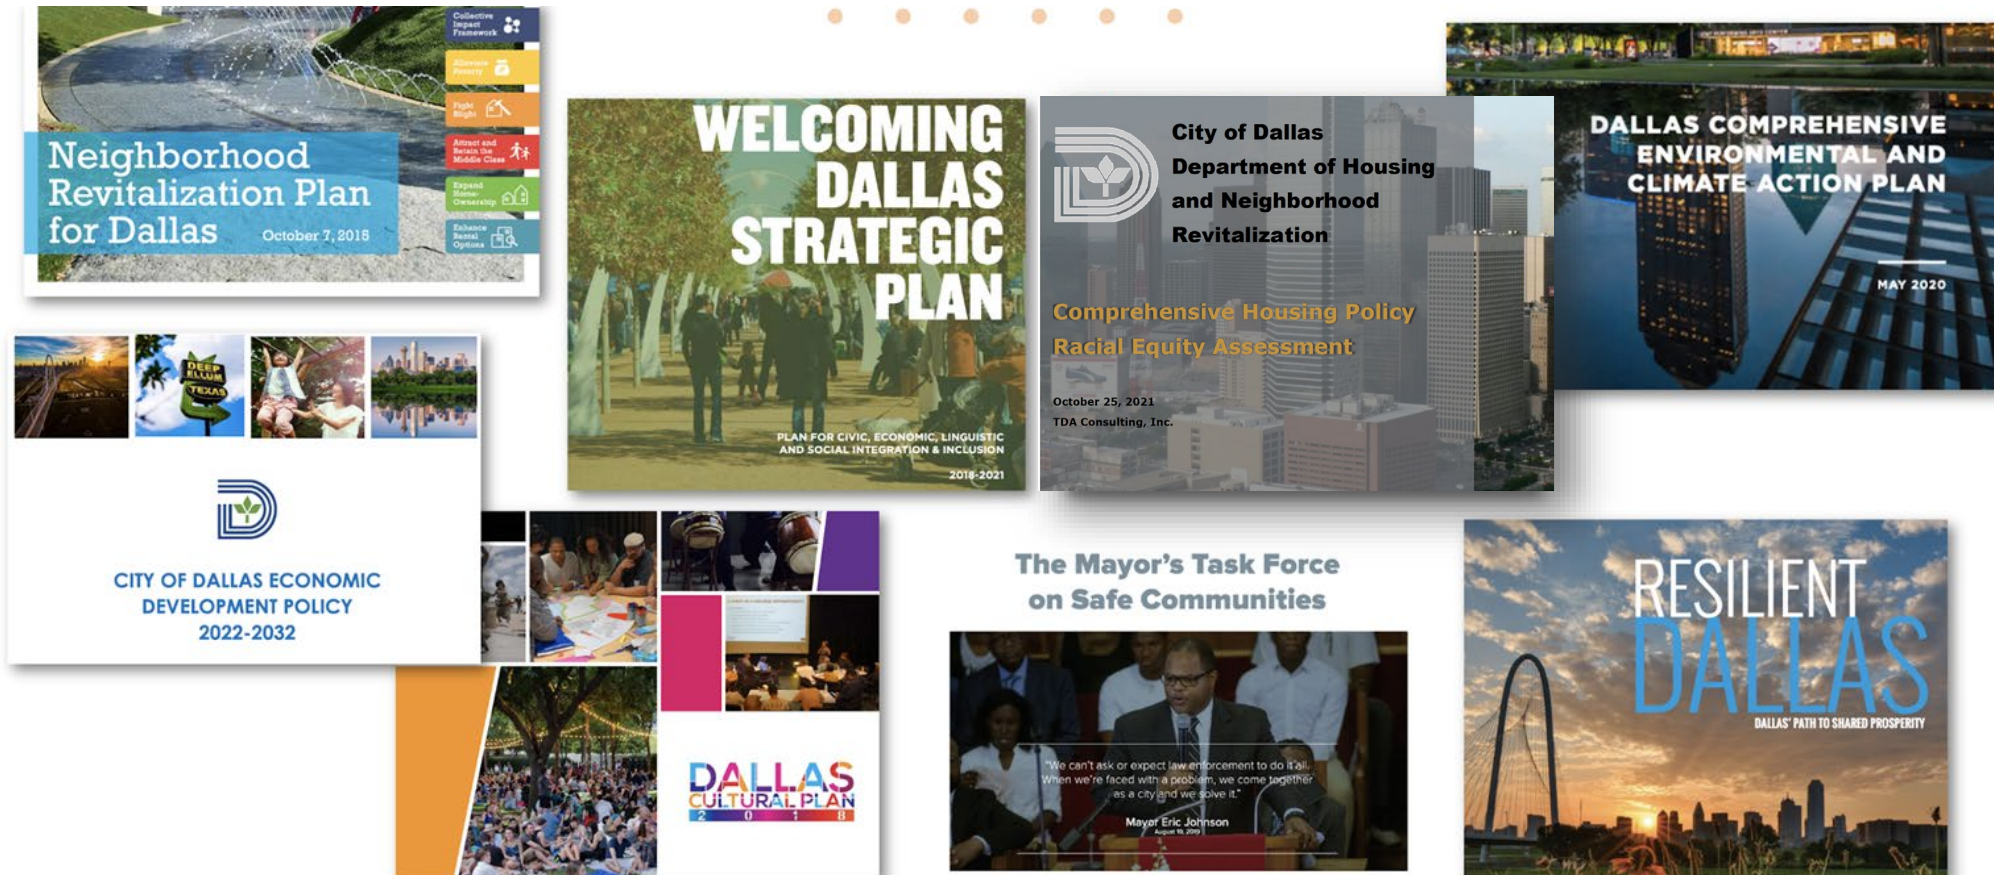 Collective
Impact
Framework
Alleviate
Poverty
Fight
Blight
Attract and
Retain the
Middle Class
Expand
Home-
Ownership
Enhance
Rental
Options
Neighborhood
Revitalization Plan
for Dallas
October 7, 2015
WELCOMING
DALLAS
STRATEGIC
PLAN
PLAN FOR CIVIC, ECONOMIC, LINGUISTIC
AND SOCIAL INTEGRATION & INCLUSION
2018-2021
City of Dallas
Department of Housing
and Neighborhood
Revitalization
Comprehensive Housing Policy
Racial Equity Assessment
October 25, 2021
TDA Consulting, Inc.
DALLAS COMPREHENSIVE
ENVIRONMENTAL AND
CLIMATE ACTION PLAN
MAY 2020
DEEP
ELLUM
TEXAS
CITY OF DALLAS ECONOMIC
DEVELOPMENT POLICY
2022-2032
DALLAS
CULTURAL PLAN
2018
The Mayor's Task Force
on Safe Communities
"We can't ask or expect law enforcement to do it all.
When we're faced with a problem, we come together
as a city and we solve it."
Mayor Eric Johnson
August 19, 2019
RESILIENT
DALLAS
DALLAS' PATH TO SHARED PROSPERITY